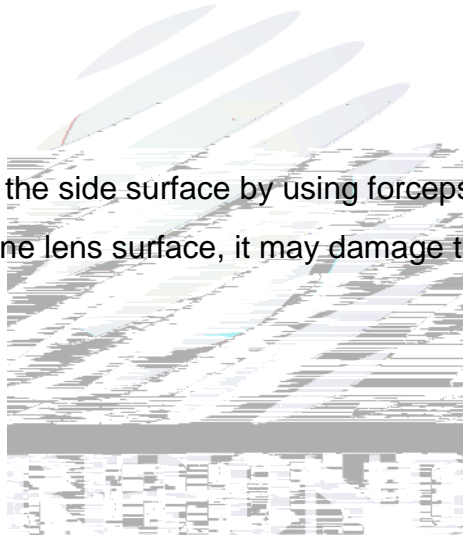 the side surface by using forceps
ne lens surface, it may damage t